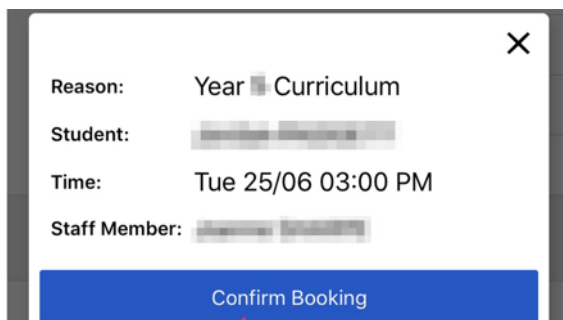 Reason: Year Curriculum
Student:
Time: Tue 25/06 03:00 PM
Staff Member:
Confirm Booking